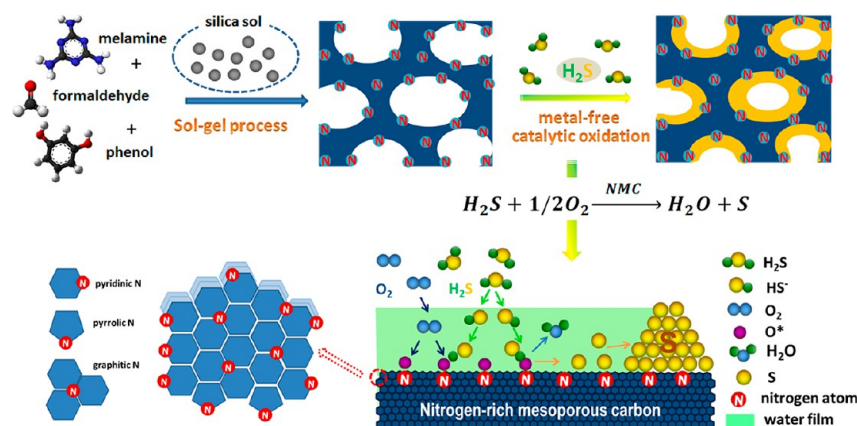 melamine
+
formaldehyde
+
phenol
silica sol
Sol-gel process
H₂S
metal-free
catalytic oxidation
N
H₂S + 1/2O₂ —NMC→ H₂O + S
pyridinic N
pyrrolic N
graphitic N
O₂
H₂S
S
Nitrogen-rich mesoporous carbon
H₂S
HS⁻
O₂
O*
H₂O
S
N nitrogen atom
water film